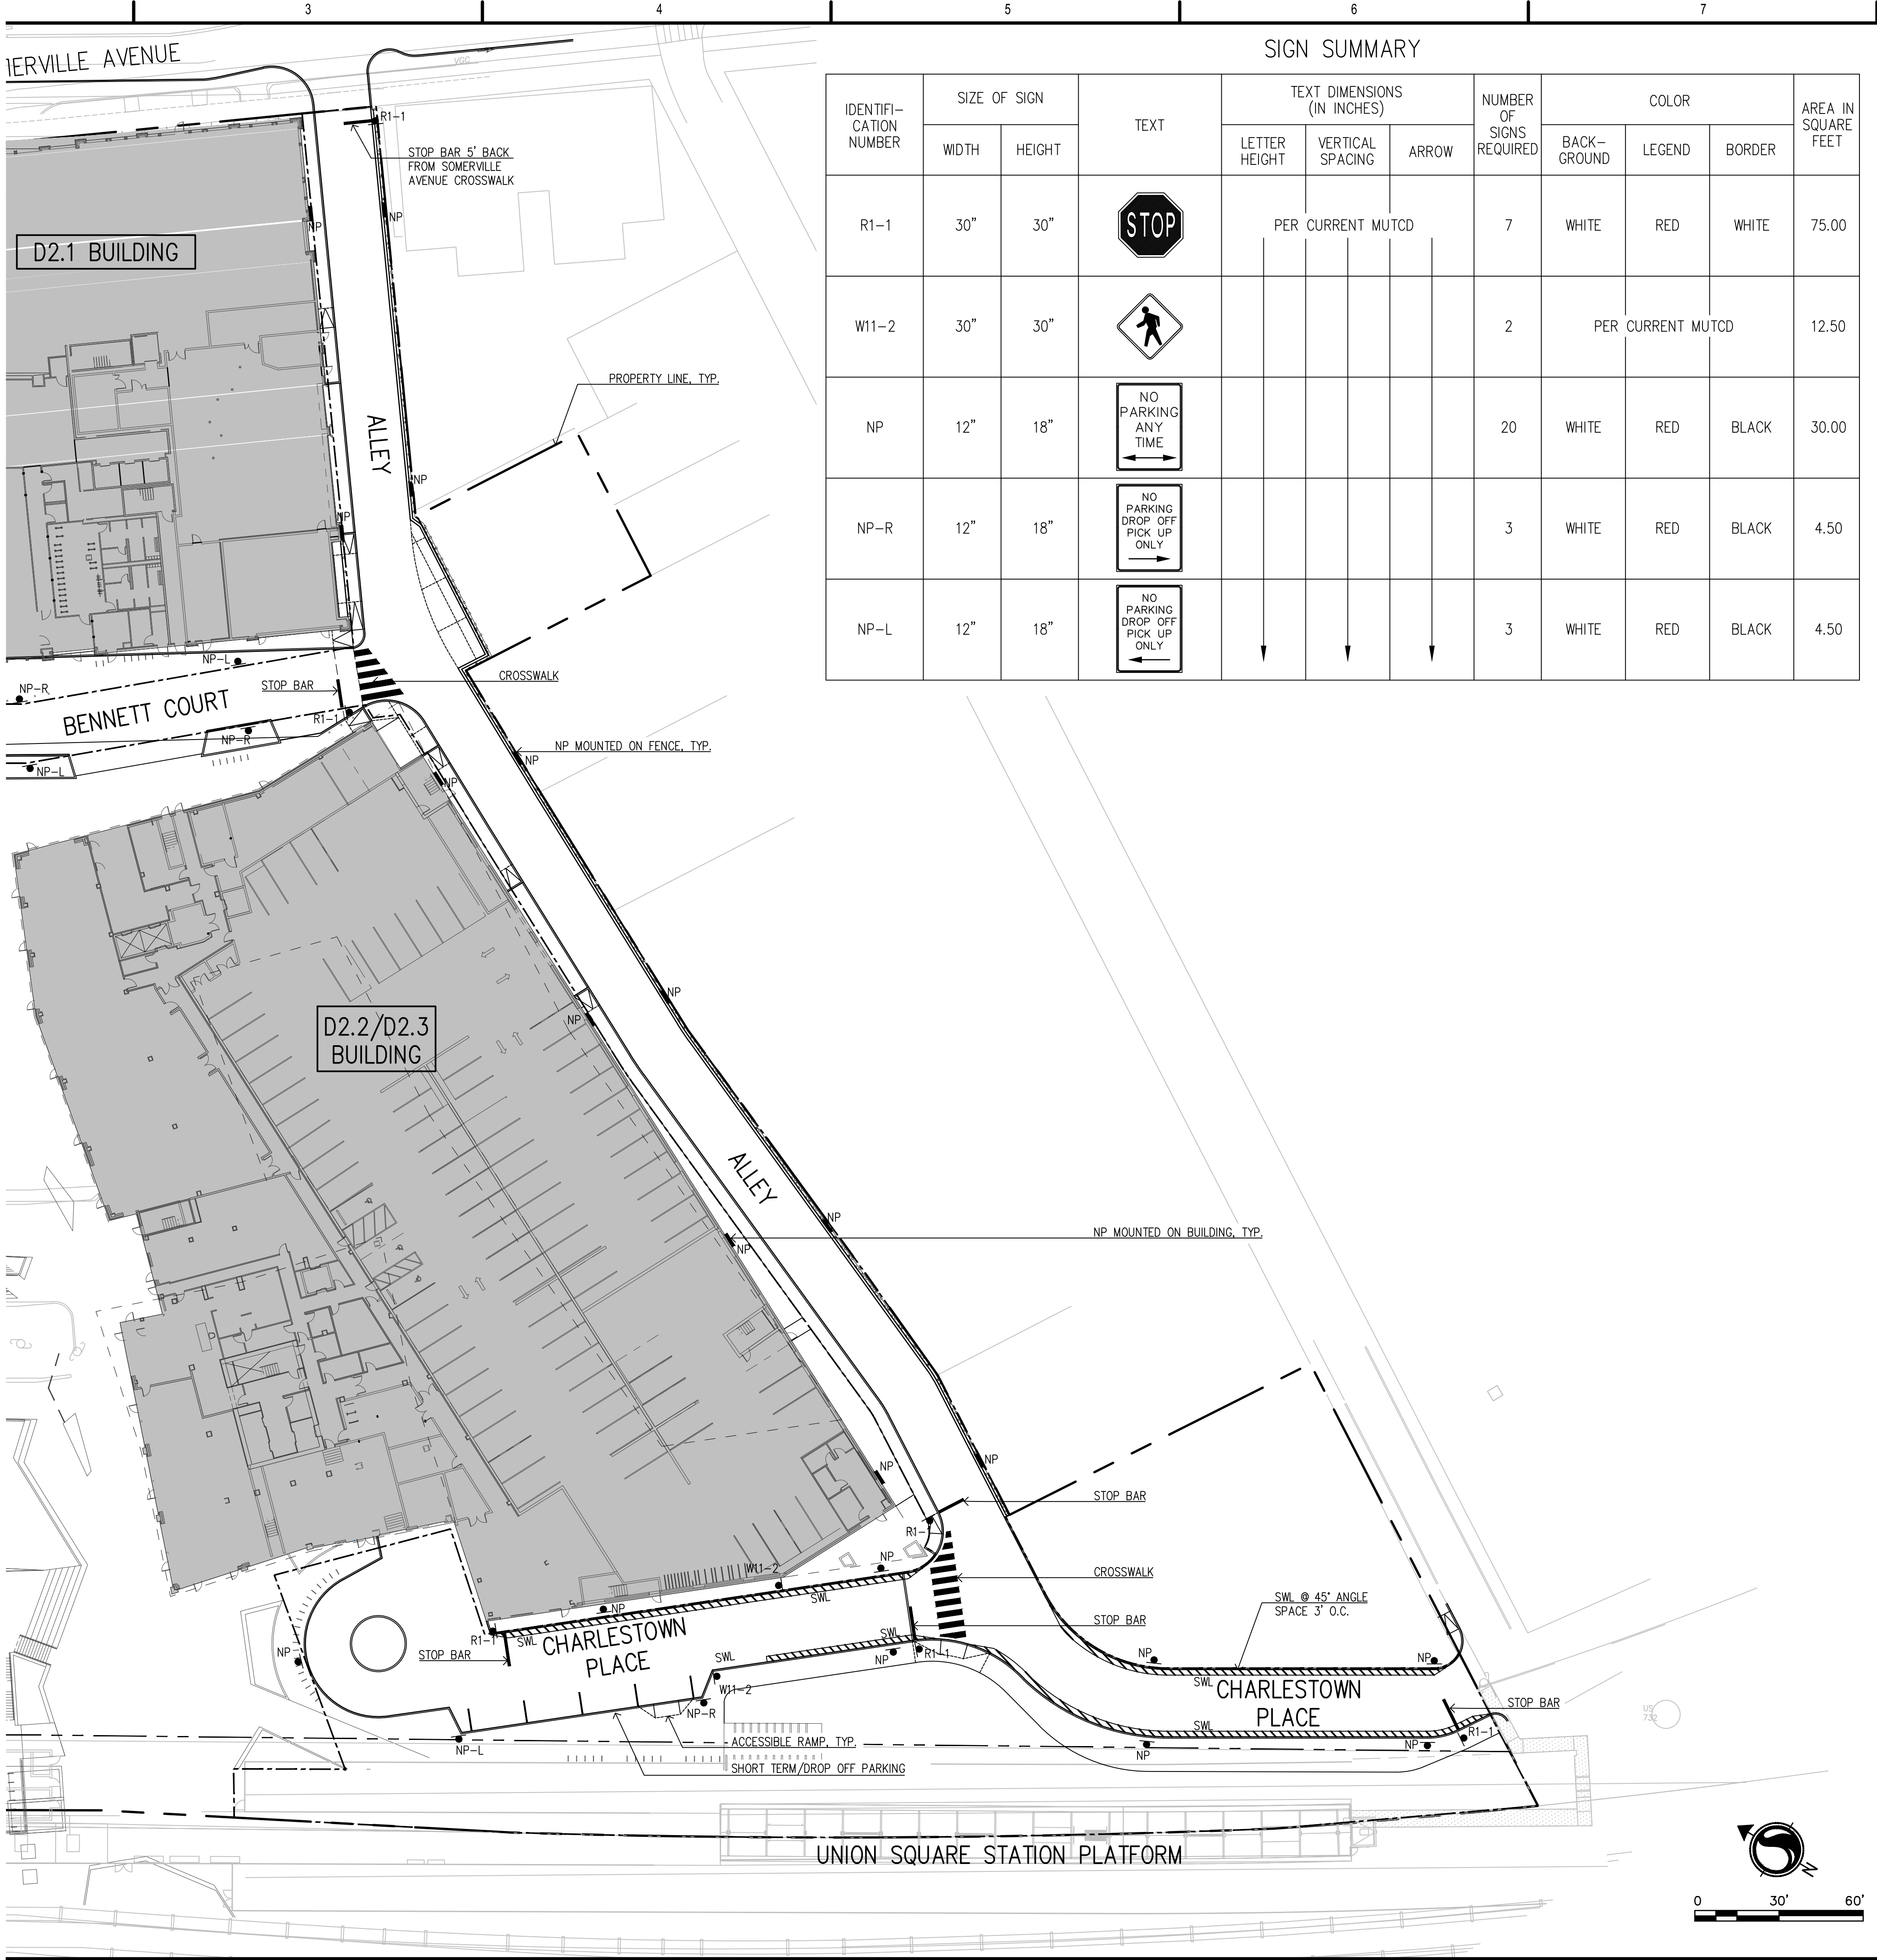 3 4 5 6 7
MERVILLE AVENUE
VGC
SIGN SUMMARY
IDENTIFI-
CATION
NUMBER
SIZE OF SIGN
WIDTH
HEIGHT
TEXT
TEXT DIMENSIONS
(IN INCHES)
LETTER
HEIGHT
VERTICAL
SPACING
ARROW
NUMBER
OF
SIGNS
REQUIRED
COLOR
BACK-
GROUND
LEGEND
BORDER
AREA IN
SQUARE
FEET
R1-1 30" 30" STOP PER CURRENT MUTCD 7 WHITE RED WHITE 75.00
W11-2 30" 30" 2 PER CURRENT MUTCD 12.50
NP 12" 18"
NO
PARKING
ANY
TIME
20 WHITE RED BLACK 30.00
NP-R 12" 18"
NO
PARKING
DROP OFF
PICK UP
ONLY
3 WHITE RED BLACK 4.50
NP-L 12" 18"
NO
PARKING
DROP OFF
PICK UP
ONLY
3 WHITE RED BLACK 4.50
R1-1
STOP BAR 5' BACK
FROM SOMERVILLE
AVENUE CROSSWALK
NP
NP
D2.1 BUILDING
PROPERTY LINE, TYP.
ALLEY
NP
NP
NP-L
CROSSWALK
NP-R
STOP BAR
BENNETT COURT
R1-1
NP-R
NP MOUNTED ON FENCE, TYP.
NP
NP-L
NP
NP
D2.2/D2.3
BUILDING
NP
ALLEY
NP
NP MOUNTED ON BUILDING, TYP.
NP
NP
NP
STOP BAR
R1-1
NP
W11-2
CROSSWALK
SWL
SWL @ 45° ANGLE
SPACE 3' O.C.
NP
STOP BAR
R1-1
SWL
CHARLESTOWN
PLACE
SWL
NP
STOP BAR
SWL
NP
R1-1
NP
NP
W11-2
SWL
CHARLESTOWN
PLACE
NP-R
STOP BAR
SWL
R1-1
US
732
NP-L
ACCESSIBLE RAMP, TYP.
NP
NP
SHORT TERM/DROP OFF PARKING
UNION SQUARE STATION PLATFORM
N
0 30' 60'